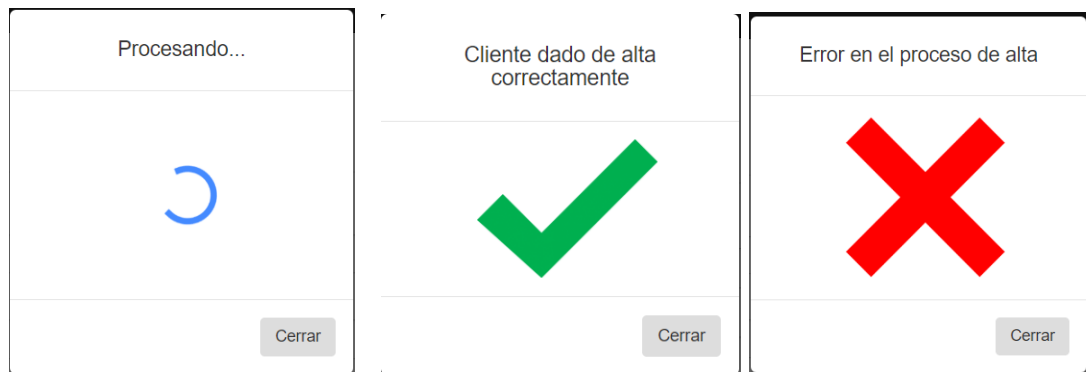 Procesando...
Cerrar
Cliente dado de alta
correctamente
Cerrar
Error en el proceso de alta
Cerrar